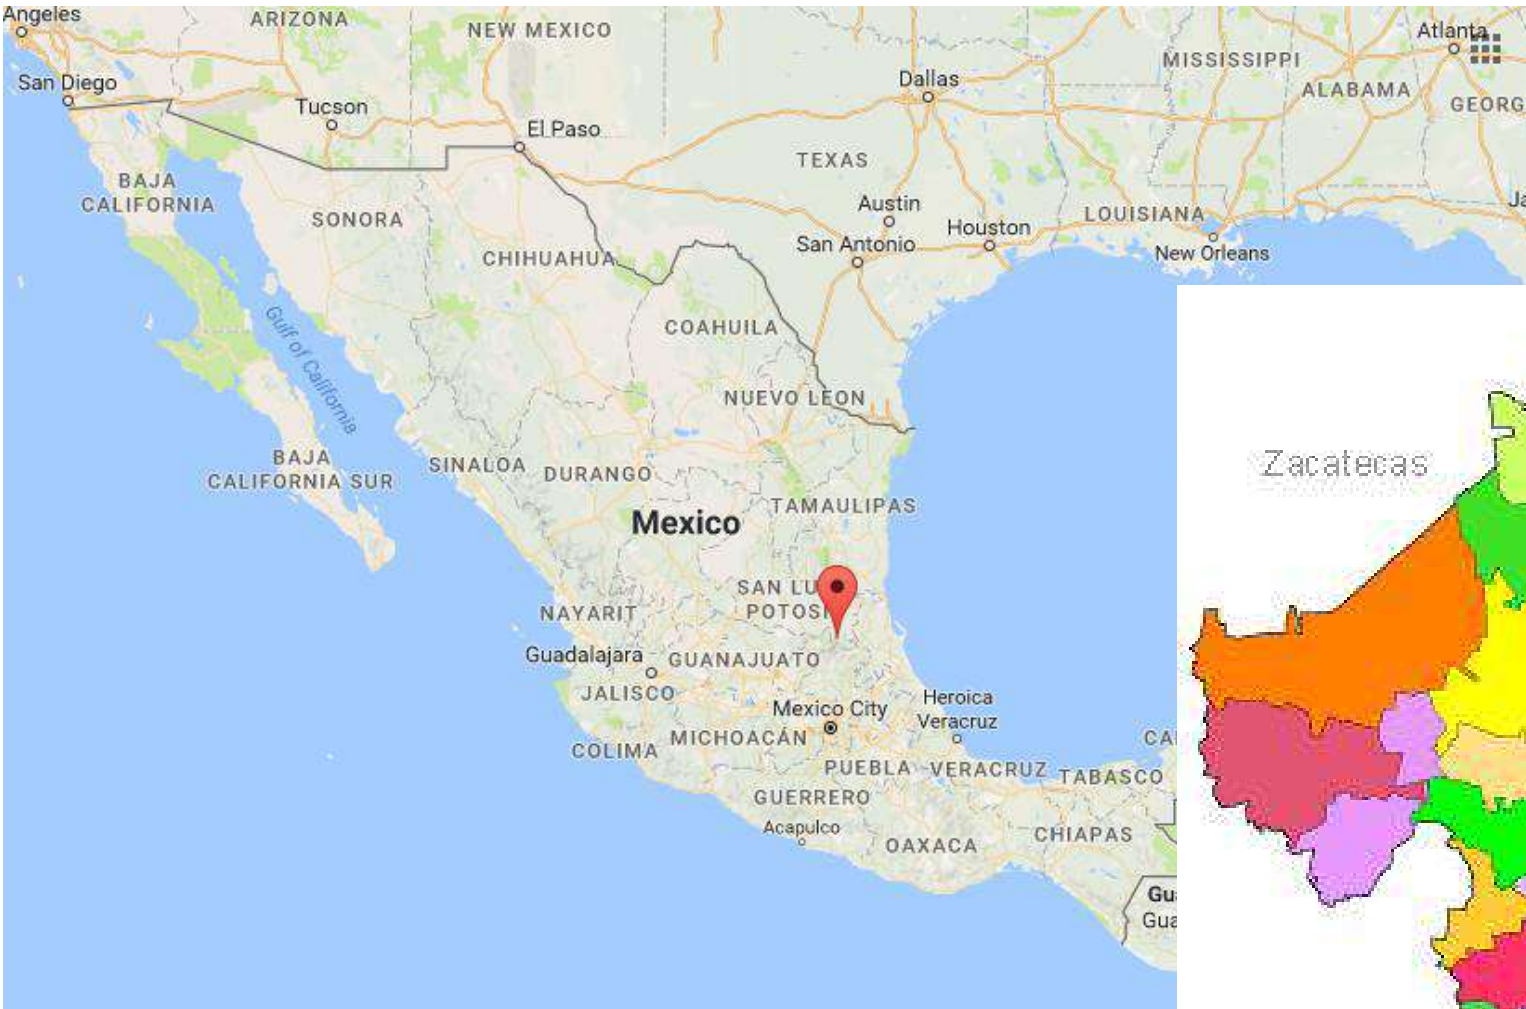 Angeles
ARIZONA
NEW MEXICO
Atlanta
MISSISSIPPI
San Diego
Dallas
ALABAMA
Tucson
GEORG
El Paso
TEXAS
BAJA
CALIFORNIA
SONORA
Austin
LOUISIANA
Ja
Houston
San Antonio
New Orleans
CHIHUAHUA
Gulf of California
COAHUILA
NUEVO LEON
BAJA
CALIFORNIA SUR
SINALOA
DURANGO
Zacatecas
TAMAULIPAS
Mexico
SAN LU
POTOSI
NAYARIT
Guadalajara
GUANAJUATO
JALISCO
Mexico City
Heroica
Veracruz
MICHOACÁN
COLIMA
CA
PUEBLA
VERACRUZ
TABASCO
GUERRERO
Acapulco
OAXACA
CHIAPAS
Gu
Gua